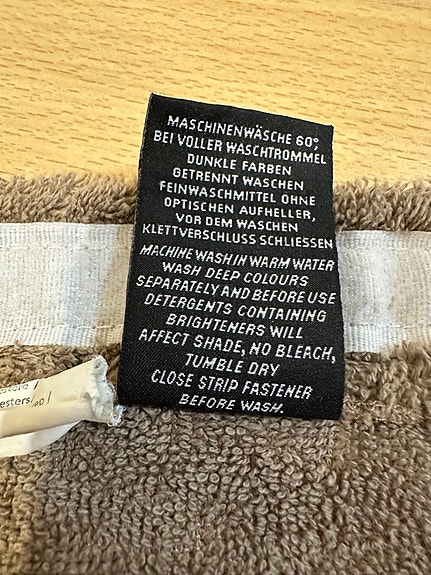 MASCHINENWÄSCHE 60°,
BEI VOLLER WASCHTROMMEL
DUNKLE FARBEN
GETRENNT WASCHEN
FEINWASCHMITTEL OHNE
OPTISCHEN AUFHELLER,
VOR DEM WASCHEN
KLETTVERSCHLUSS SCHLIESSEN
MACHINE WASH IN WARM WATER
WASH DEEP COLOURS
SEPARATELY AND BEFORE USE
DETERGENTS CONTAINING
BRIGHTENERS WILL
AFFECT SHADE, NO BLEACH,
TUMBLE DRY
CLOSE STRIP FASTENER
BEFORE WASH.